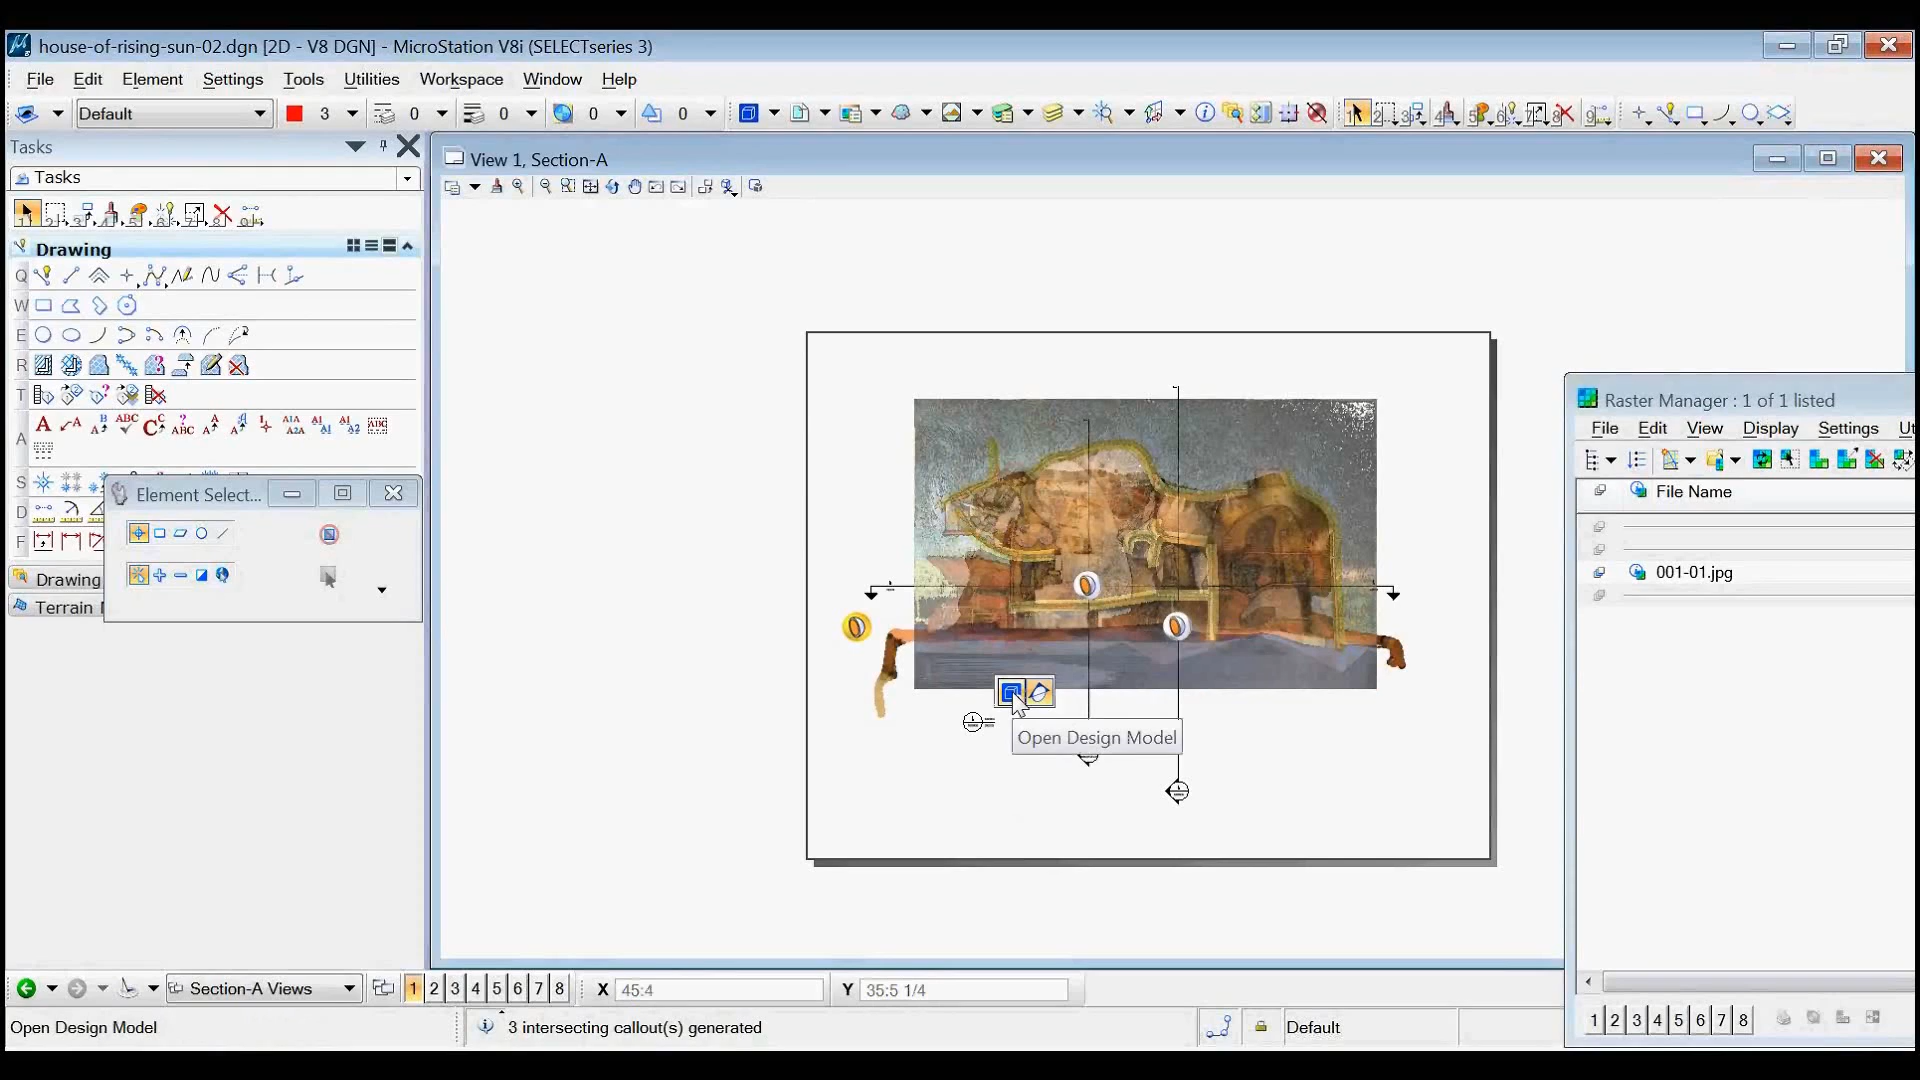 house-of-rising-sun-02.dgn [2D - V8 DGN] - MicroStation V8i (SELECTseries 3)
File Edit Element Settings Tools Utilities Workspace Window Help
Default 3 0 0 0 0
Tasks
Tasks
Drawing
Q
W
E
R
T
A
S
D
F
Element Select...
Drawing
Terrain
View 1, Section-A
Open Design Model
Raster Manager : 1 of 1 listed
File Edit View Display Settings Ut
File Name
001-01.jpg
1 2 3 4 5 6 7 8
Section-A Views 1 2 3 4 5 6 7 8 X 45:4 Y 35:5 1/4
Open Design Model 3 intersecting callout(s) generated Default